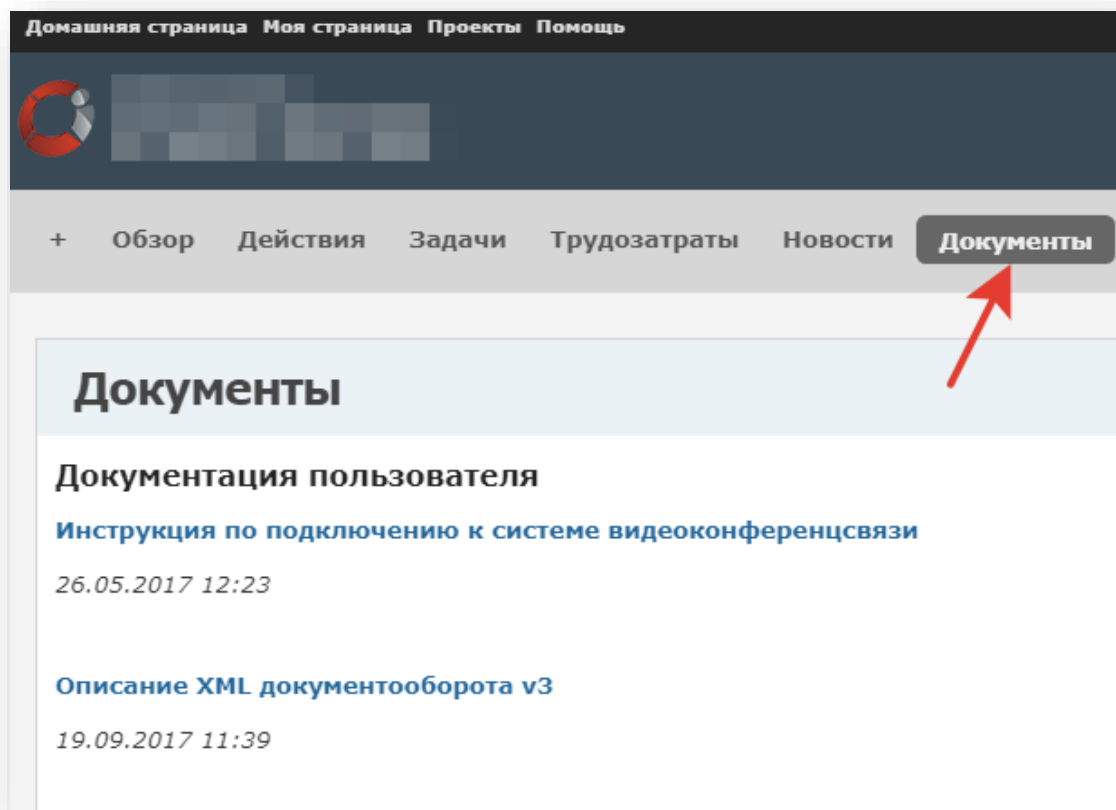 Домашняя страница Моя страница Проекты Помощь
+ Обзор Действия Задачи Трудозатраты Новости Документы
Документы
Документация пользователя
Инструкция по подключению к системе видеоконференцсвязи
26.05.2017 12:23
Описание XML документооборота v3
19.09.2017 11:39